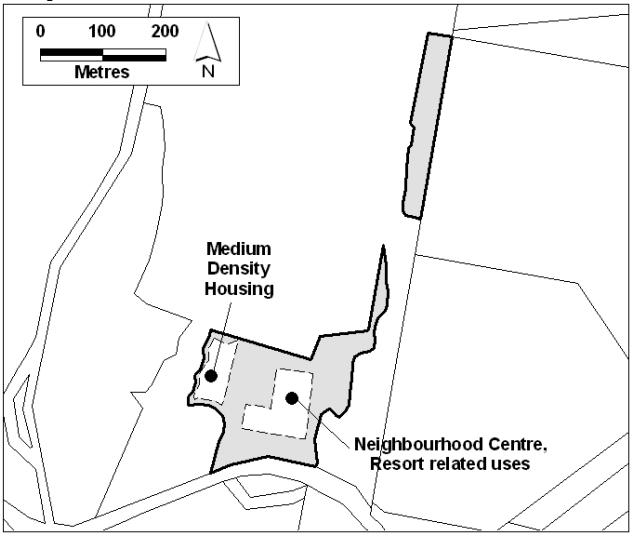 0 100 200
Metres
N
Medium
Density
Housing
Neighbourhood Centre,
Resort related uses